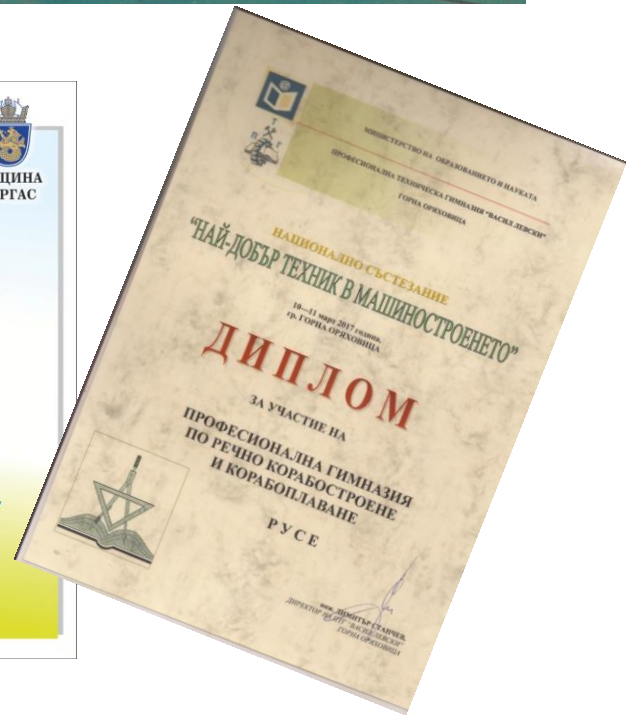 ЩИНА
РГАС
Т
П Г
МИНИСТЕРСТВО НА ОБРАЗОВАНИЕТО И НАУКАТА
ПРОФЕСИОНАЛНА ТЕХНИЧЕСКА ГИМНАЗИЯ "ВАСИЛ ЛЕВСКИ"
ГОРНА ОРЯХОВИЦА
НАЦИОНАЛНО СЪСТЕЗАНИЕ
"НАЙ-ДОБЪР ТЕХНИК В МАШИНОСТРОЕНЕТО"
10—11 март 2017 година,
гр. ГОРНА ОРЯХОВИЦА
ДИПЛОМ
ЗА УЧАСТИЕ НА
ПРОФЕСИОНАЛНА ГИМНАЗИЯ
ПО РЕЧНО КОРАБОСТРОЕНЕ
И КОРАБОПЛАВАНЕ
РУСЕ
инж. ДИМИТЪР СТАНЧЕВ,
ДИРЕКТОР НА ПТГ "ВАСИЛ ЛЕВСКИ"
ГОРНА ОРЯХОВИЦА